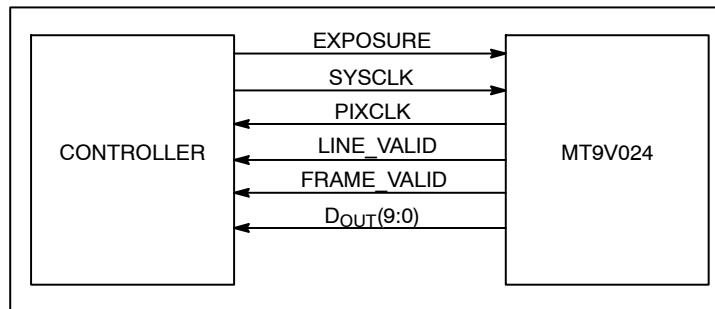 EXPOSURE
SYSCLK
PIXCLK
CONTROLLER
LINE_VALID
MT9V024
FRAME_VALID
DOUT(9:0)